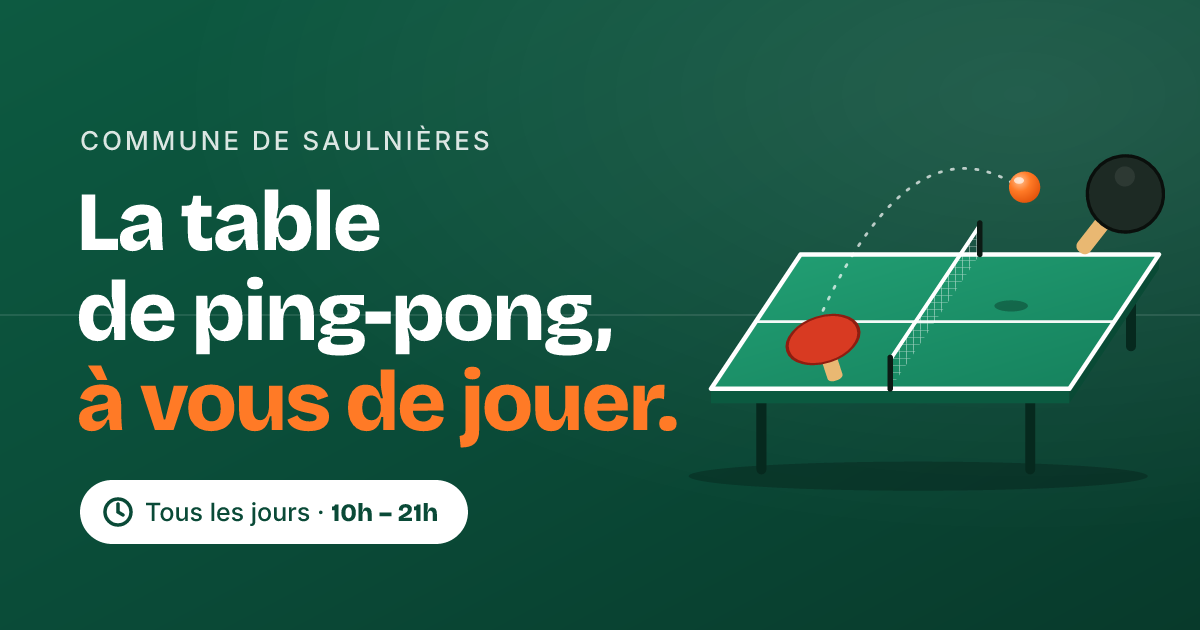 COMMUNE DE SAULNIÈRES
La table
de ping-pong,
à vous de jouer.
Tous les jours · 10h – 21h